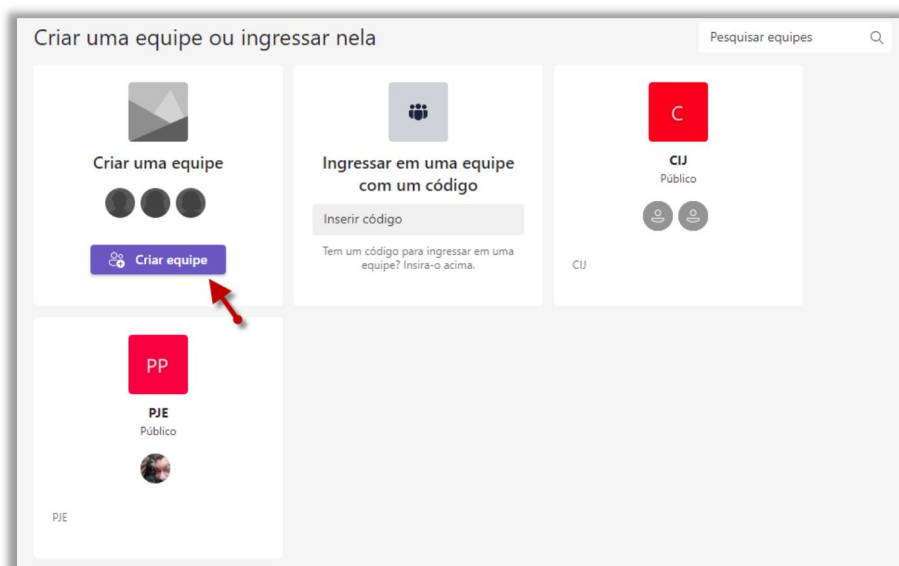 Criar uma equipe ou ingressar nela
Pesquisar equipes
Criar uma equipe
Criar equipe
Ingressar em uma equipe
com um código
Inserir código
Tem um código para ingressar em uma
equipe? Insira-o acima.
C
CIJ
Público
CIJ
PP
PJE
Público
PJE